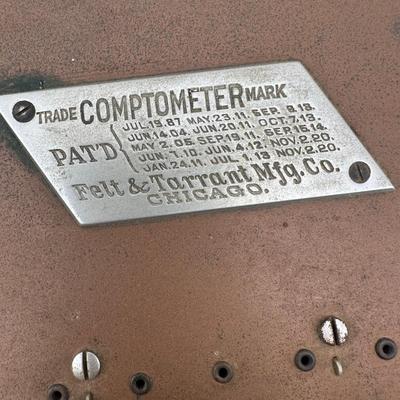 TRADE COMPTOMETER MARK
PAT'D
JUL.19.87. MAY.23.11. SEP. 9.13.
JUN.14.04. JUN.20.11. OCT.7.13.
MAY 2.05. SEP.19.11. SEP.15.14.
JUN. 7.10. JUN.4.12. NOV.2.20.
JAN.24.11. JUL. 1. 13 NOV.2.20.
Felt & Tarrant Mfg. Co.
CHICAGO.